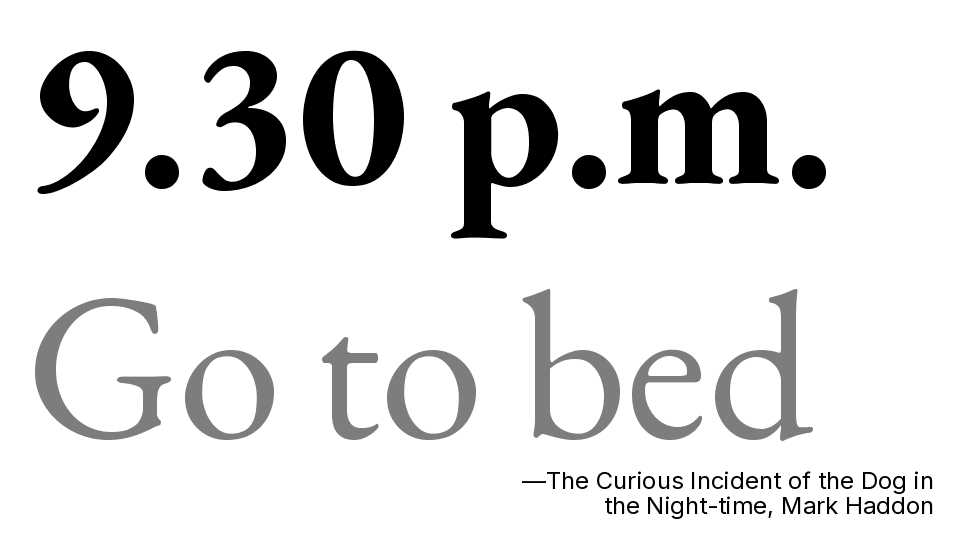 9.30 p.m.
Go to bed
—The Curious Incident of the Dog in
the Night-time, Mark Haddon